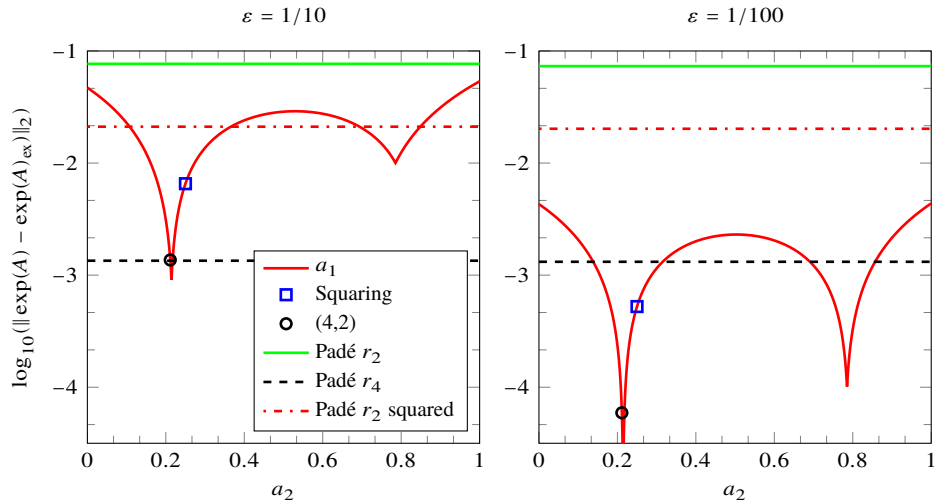 ε = 1/10
ε = 1/100
log₁₀(‖ exp(A) − exp(A)ₑₓ) ‖₂)
−1
−2
−3
−4
0 0.2 0.4 0.6 0.8 1
a₂
a₁
Squaring
(4,2)
Padé r₂
Padé r₄
Padé r₂ squared
−1
−2
−3
−4
0 0.2 0.4 0.6 0.8 1
a₂